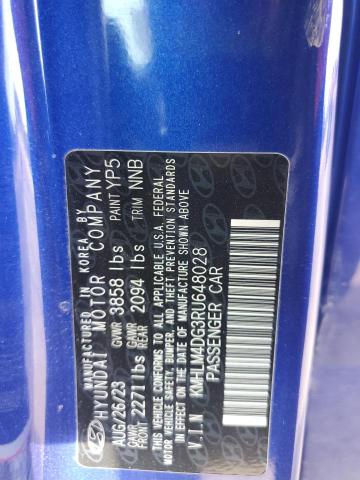 MANUFACTURED IN KOREA BY
HYUNDAI MOTOR COMPANY
AUG/26/23 GVWR 3858 lbs PAINT YP5
GAWR FRONT 2271 lbs GAWR REAR 2094 lbs TRIM NNB
THIS VEHICLE CONFORMS TO ALL APPLICABLE U.S.A. FEDERAL
MOTOR VEHICLE SAFETY, BUMPER, AND THEFT PREVENTION STANDARDS
IN EFFECT ON THE DATE OF MANUFACTURE SHOWN ABOVE
V.I.N KMHLM4DG3RU648028
PASSENGER CAR